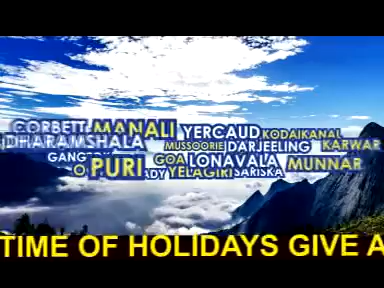 CORBETT MANALI YERCAUD KODAIKANAL
DHARAMSHALA MUSSOORIE DARJEELING KARWAR
PURI GOA LONAVALA MUNNAR
YELAGIRI SARISKA
TIME OF HOLIDAYS GIVE A